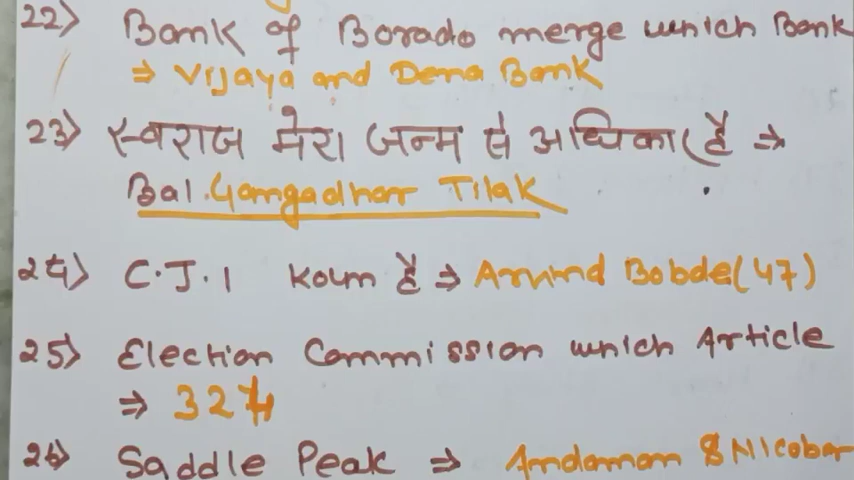 22) Bank of Borado merge which Bank
⇒ Vijaya and Dena Bank
23) स्वराज मेरा जन्म से अधिकार है ⇒
Bal Gangadhar Tilak
24) C.J.I Kaun है ⇒ Arvind Bobde (47)
25) Election Commission which Article
⇒ 324
26) Saddle Peak ⇒ Andaman & Nicobar